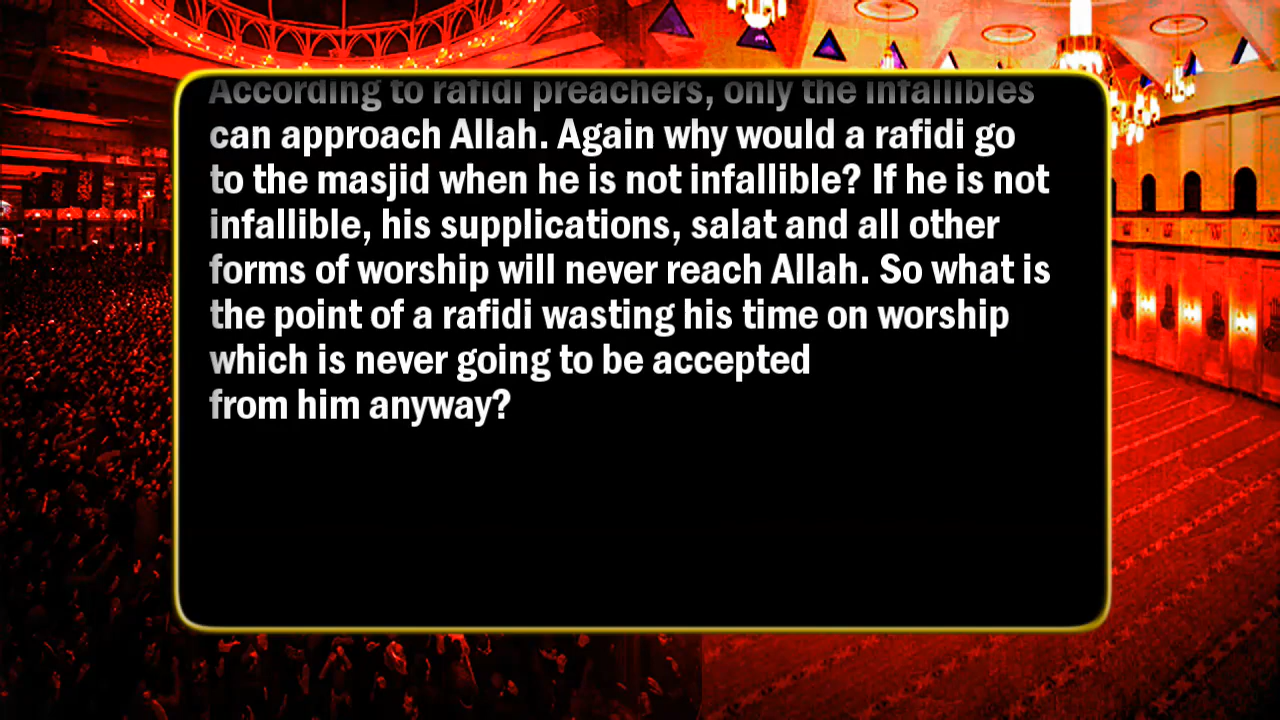 According to rafidi preachers, only the infallibles
can approach Allah. Again why would a rafidi go
to the masjid when he is not infallible? If he is not
infallible, his supplications, salat and all other
forms of worship will never reach Allah. So what is
the point of a rafidi wasting his time on worship
which is never going to be accepted
from him anyway?